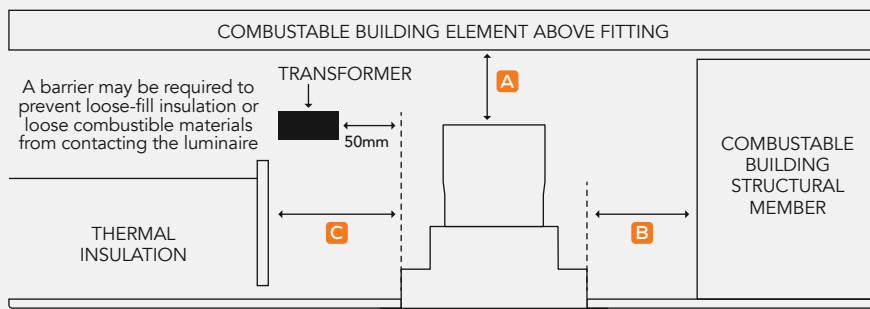 COMBUSTABLE BUILDING ELEMENT ABOVE FITTING
A barrier may be required to
prevent loose-fill insulation or
loose combustible materials
from contacting the luminaire
TRANSFORMER
50mm
A
COMBUSTABLE
BUILDING
STRUCTURAL
MEMBER
THERMAL
INSULATION
C
B